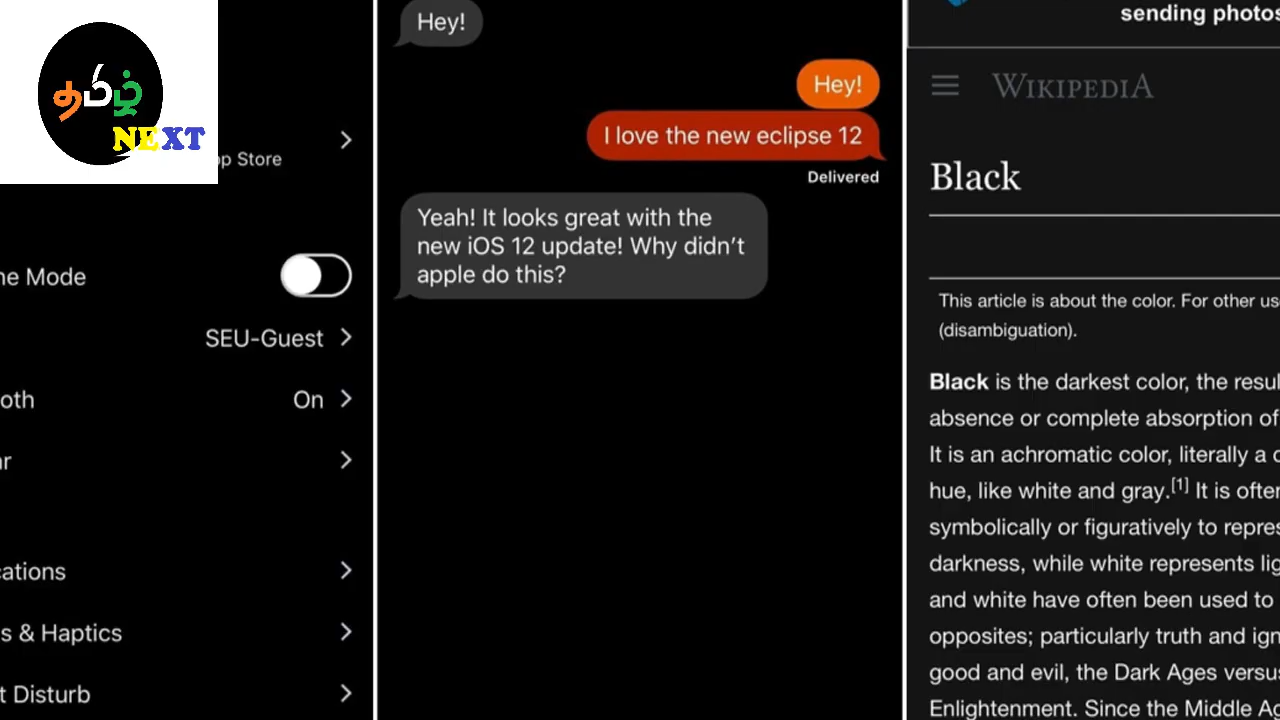 தமிழ்
NEXT
pp Store
ne Mode
SEU-Guest
oth
On
ar
cations
s & Haptics
t Disturb
Hey!
Hey!
I love the new eclipse 12
Delivered
Yeah! It looks great with the
new iOS 12 update! Why didn’t
apple do this?
sending photos
WIKIPEDIA
Black
This article is about the color. For other us
(disambiguation).
Black is the darkest color, the resul
absence or complete absorption of
It is an achromatic color, literally a c
hue, like white and gray.[1] It is ofter
symbolically or figuratively to repres
darkness, while white represents lig
and white have often been used to
opposites; particularly truth and ign
good and evil, the Dark Ages versus
Enlightenment. Since the Middle Ag